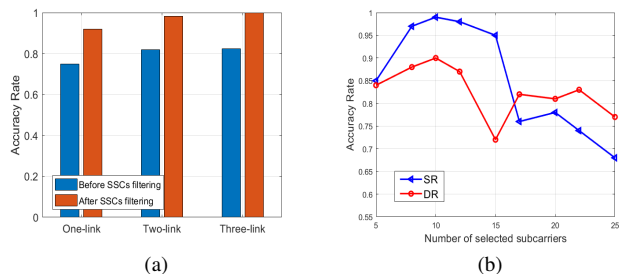 1
0.8
0.6
0.4
0.2
0
Accuracy Rate
Before SSCs filtering
After SSCs filtering
One-link
Two-link
Three-link
(a)
1
0.95
0.9
0.85
0.8
0.75
0.7
0.65
0.6
0.55
Accuracy Rate
SR
DR
5
10
15
20
25
Number of selected subcarriers
(b)